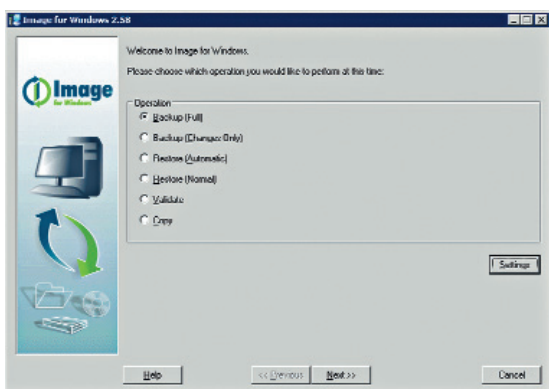 Image for Windows 2.58
Welcome to Image for Windows.
Please choose which operation you would like to perform at this time:
Image
for Windows
Operation
Backup (Full)
Backup (Changes Only)
Restore (Automatic)
Restore (Normal)
Validate
Copy
Settings
Help
<< Previous
Next >>
Cancel